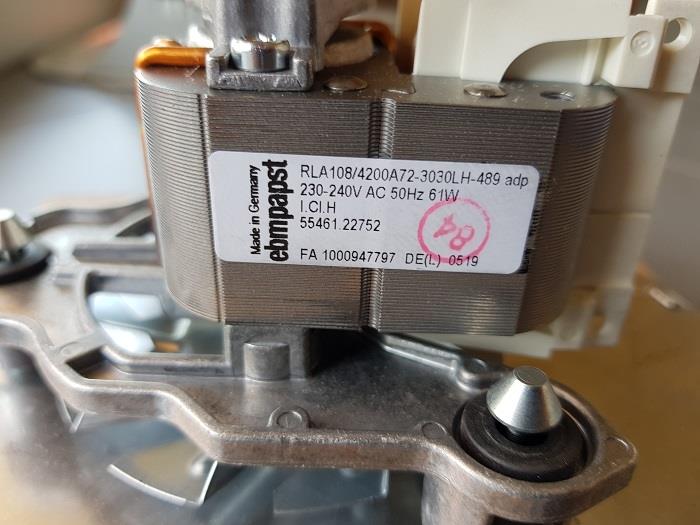 Made in Germany
ebmpapst
RLA108/4200A72-3030LH-489 adp
230-240V AC 50Hz 61W
I.Cl.H
55461.22752
84
FA 1000947797 DE(L) 0519